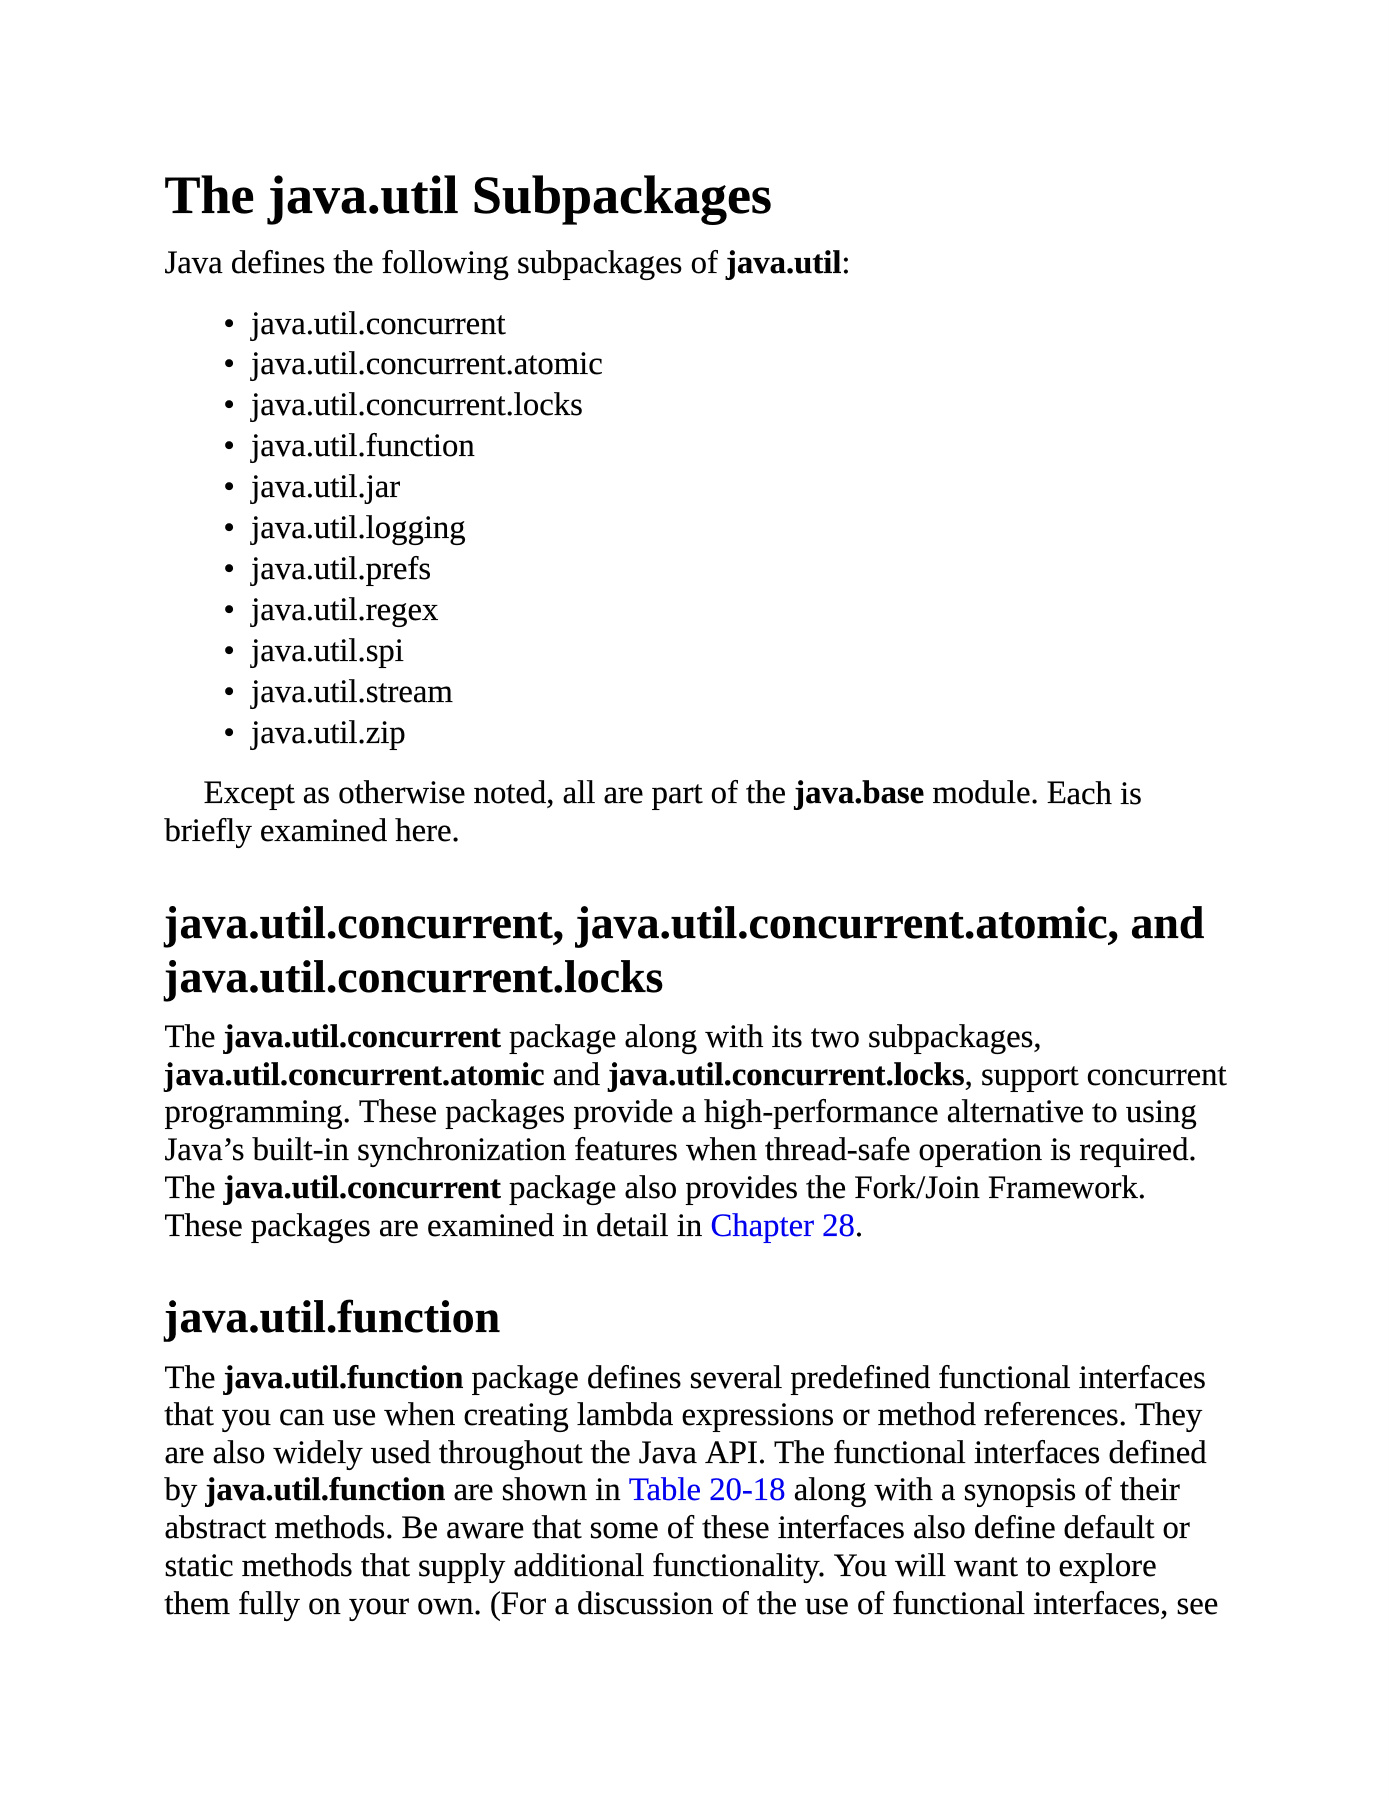 The java.util Subpackages
Java defines the following subpackages of java.util:
• java.util.concurrent
• java.util.concurrent.atomic
• java.util.concurrent.locks
• java.util.function
• java.util.jar
• java.util.logging
• java.util.prefs
• java.util.regex
• java.util.spi
• java.util.stream
• java.util.zip
Except as otherwise noted, all are part of the java.base module. Each is
briefly examined here.
java.util.concurrent, java.util.concurrent.atomic, and
java.util.concurrent.locks
The java.util.concurrent package along with its two subpackages,
java.util.concurrent.atomic and java.util.concurrent.locks, support concurrent
programming. These packages provide a high-performance alternative to using
Java’s built-in synchronization features when thread-safe operation is required.
The java.util.concurrent package also provides the Fork/Join Framework.
These packages are examined in detail in Chapter 28.
java.util.function
The java.util.function package defines several predefined functional interfaces
that you can use when creating lambda expressions or method references. They
are also widely used throughout the Java API. The functional interfaces defined
by java.util.function are shown in Table 20-18 along with a synopsis of their
abstract methods. Be aware that some of these interfaces also define default or
static methods that supply additional functionality. You will want to explore
them fully on your own. (For a discussion of the use of functional interfaces, see